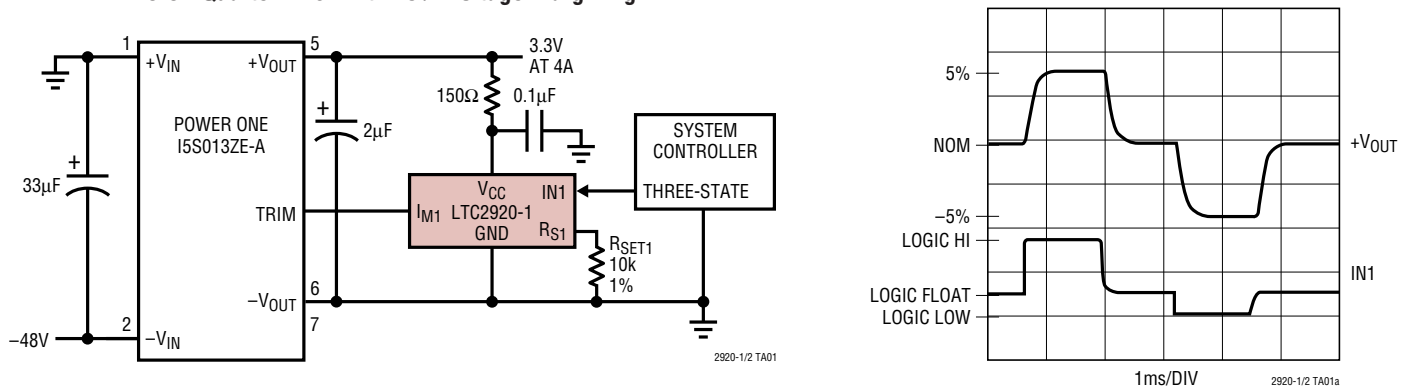 1
+VIN
5
+VOUT
3.3V
AT 4A
150Ω
0.1µF
+
POWER ONE
I5S013ZE-A
2µF
SYSTEM
CONTROLLER
THREE-STATE
+
33µF
TRIM
VCC
IN1
IM1
LTC2920-1
GND
RS1
RSET1
10k
1%
–VOUT
6
7
–48V
2
–VIN
2920-1/2 TA01
5%
NOM
+VOUT
–5%
LOGIC HI
IN1
LOGIC FLOAT
LOGIC LOW
1ms/DIV
2920-1/2 TA01a